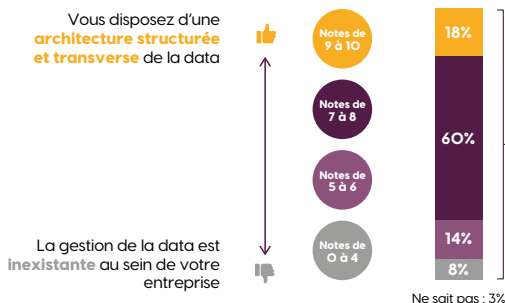 Vous disposez d'une
architecture structurée
et transverse de la data
Notes de
9 à 10
18%
Notes de
7 à 8
60%
Notes de
5 à 6
14%
La gestion de la data est
inexistante au sein de votre
entreprise
Notes de
0 à 4
8%
Ne sait pas : 3%